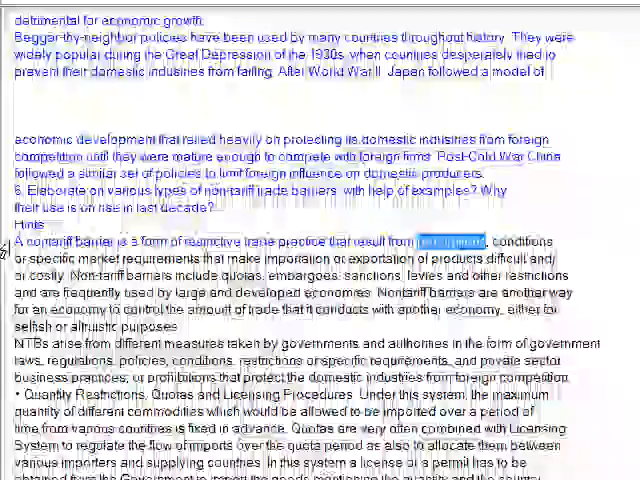 detrimental for economic growth.
Beggar-thy-neighbor policies have been used by many countries throughout history. They were
widely popular during the Great Depression of the 1930s, when countries desperately tried to
prevent their domestic industries from failing. After World War II, Japan followed a model of
economic development that relied heavily on protecting its domestic industries from foreign
competition until they were mature enough to compete with foreign firms. Post-Cold War China
followed a similar set of policies to limit foreign influence on domestic producers.
6. Elaborate on various types of non-tariff trade barriers, with help of examples? Why
their use is on rise in last decade?
Hints
A nontariff barrier is a form of restrictive trade practice that result from , conditions
or specific market requirements that make importation or exportation of products difficult and/
or costly. Non-tariff barriers include quotas, embargoes, sanctions, levies and other restrictions
and are frequently used by large and developed economies. Nontariff barriers are another way
for an economy to control the amount of trade that it conducts with another economy, either for
selfish or altruistic purposes.
NTBs arise from different measures taken by governments and authorities in the form of government
laws, regulations, policies, conditions, restrictions or specific requirements, and private sector
business practices, or prohibitions that protect the domestic industries from foreign competition.
• Quantity Restrictions, Quotas and Licensing Procedures: Under this system, the maximum
quantity of different commodities which would be allowed to be imported over a period of
time from various countries is fixed in advance. Quotas are very often combined with Licensing
System to regulate the flow of imports over the quota period as also to allocate them between
various importers and supplying countries. In this system a license or a permit has to be
obtained from the Government to import the goods mentioning the quantity and the country